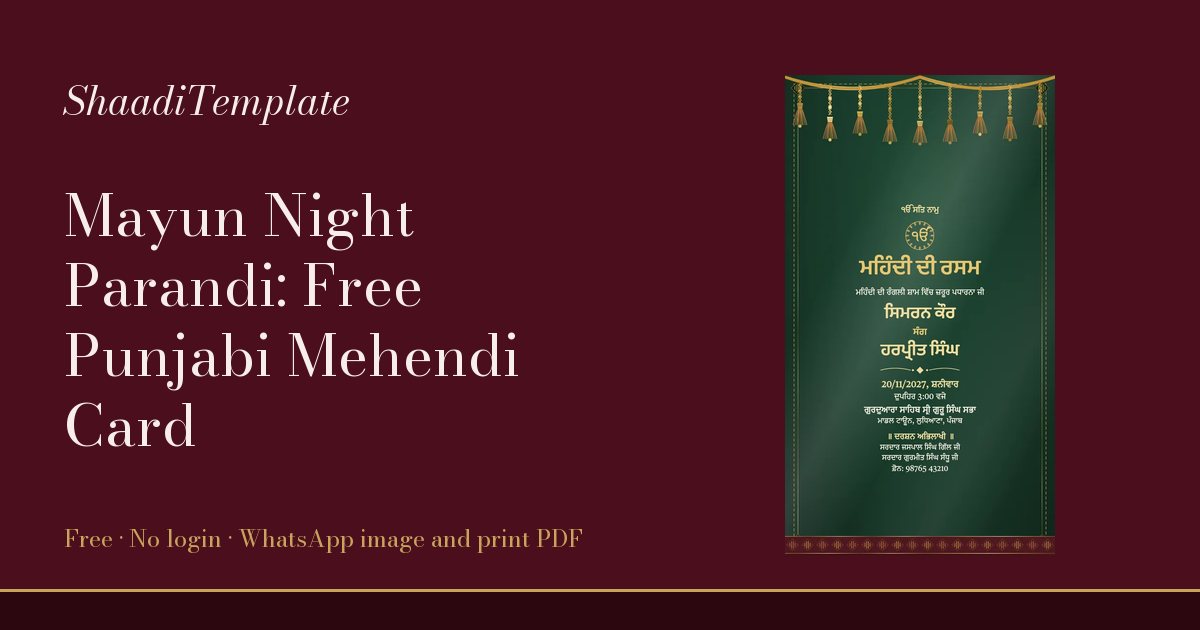 ShaadiTemplate
Mayun Night
Parandi: Free
Punjabi Mehendi
Card
Free · No login · WhatsApp image and print PDF
ੴ ਸਤਿ ਨਾਮੁ
ੴ
ਮਹਿੰਦੀ ਦੀ ਰਸਮ
ਮਹਿੰਦੀ ਦੀ ਰੰਗਲੀ ਸ਼ਾਮ ਵਿੱਚ ਜ਼ਰੂਰ ਪਧਾਰਨਾ ਜੀ
ਸਿਮਰਨ ਕੌਰ
ਸੰਗ
ਹਰਪ੍ਰੀਤ ਸਿੰਘ
20/11/2027, ਸ਼ਨੀਵਾਰ
ਦੁਪਹਿਰ 3:00 ਵਜੇ
ਗੁਰਦੁਆਰਾ ਸਾਹਿਬ ਸ੍ਰੀ ਗੁਰੂ ਸਿੰਘ ਸਭਾ
ਮਾਡਲ ਟਾਊਨ, ਲੁਧਿਆਣਾ, ਪੰਜਾਬ
॥ ਦਰਸ਼ਨ ਅਭਿਲਾਖੀ ॥
ਸਰਦਾਰ ਜਸਪਾਲ ਸਿੰਘ ਗਿੱਲ ਜੀ
ਸਰਦਾਰ ਗੁਰਮੀਤ ਸਿੰਘ ਸੰਧੂ ਜੀ
ਫ਼ੋਨ: 98765 43210